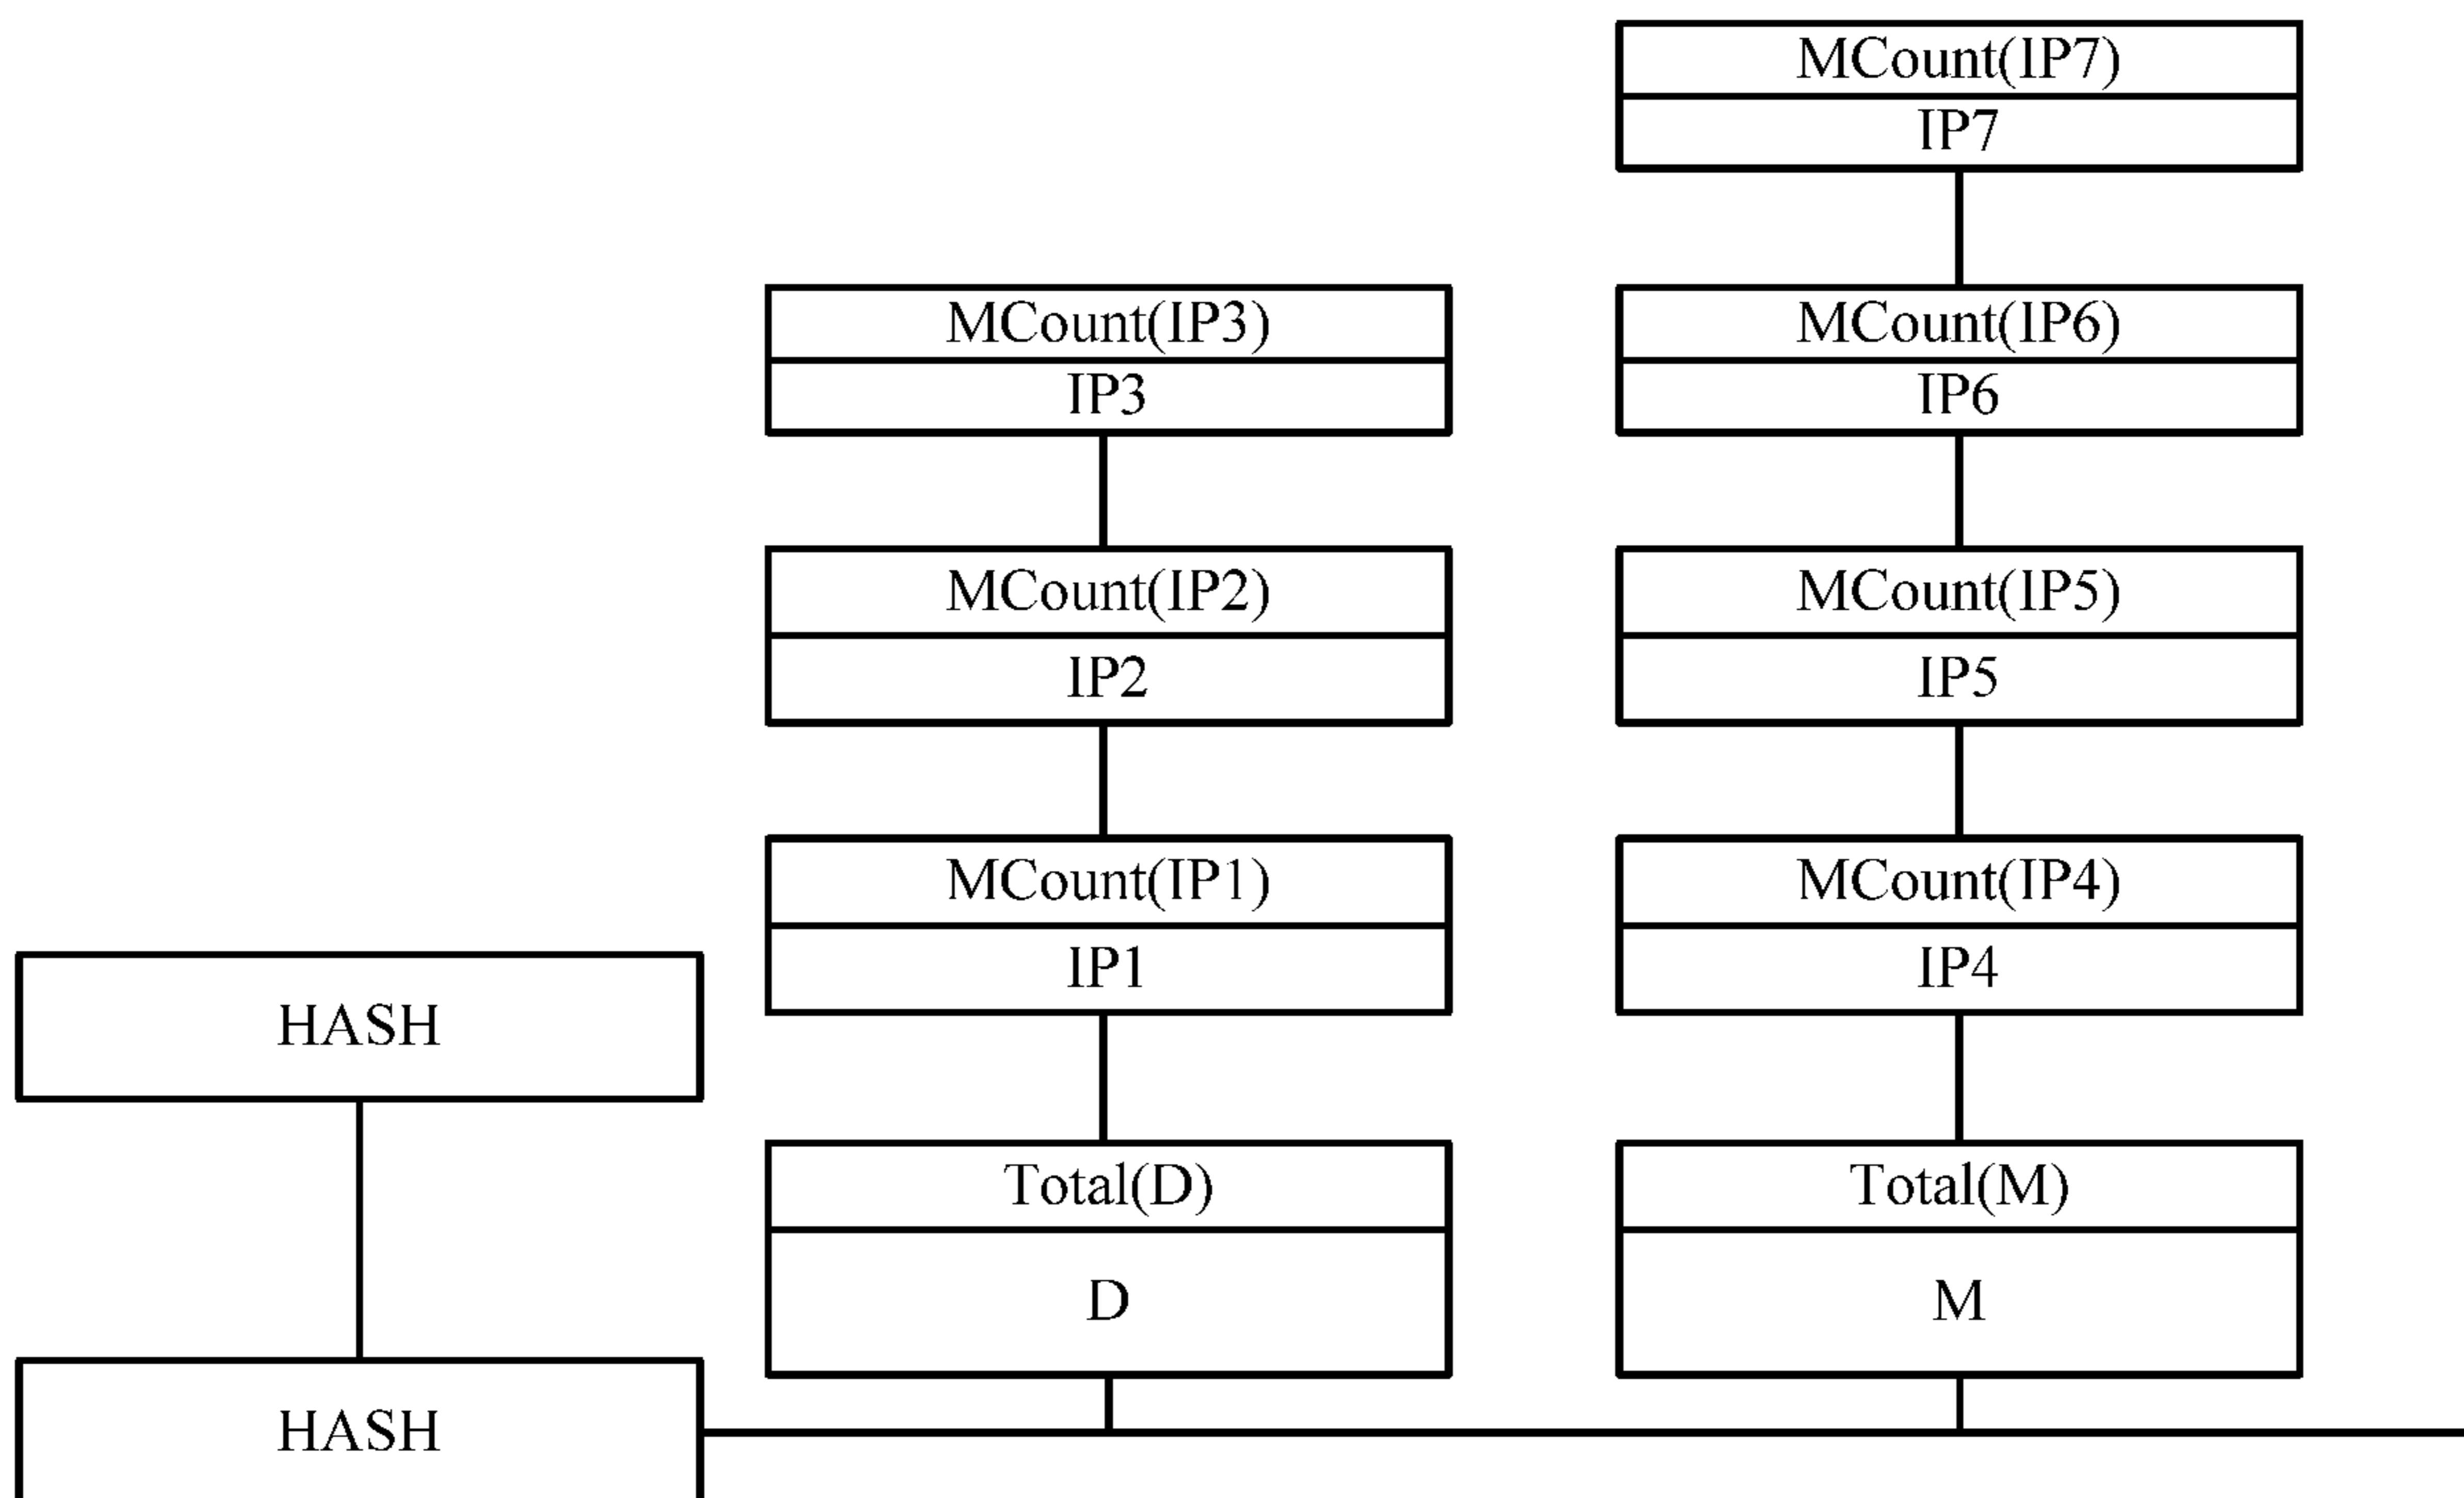 MCount(IP7)
IP7
MCount(IP3)
MCount(IP6)
IP3
IP6
MCount(IP2)
MCount(IP5)
IP2
IP5
MCount(IP1)
MCount(IP4)
IP1
IP4
HASH
Total(D)
Total(M)
D
M
HASH